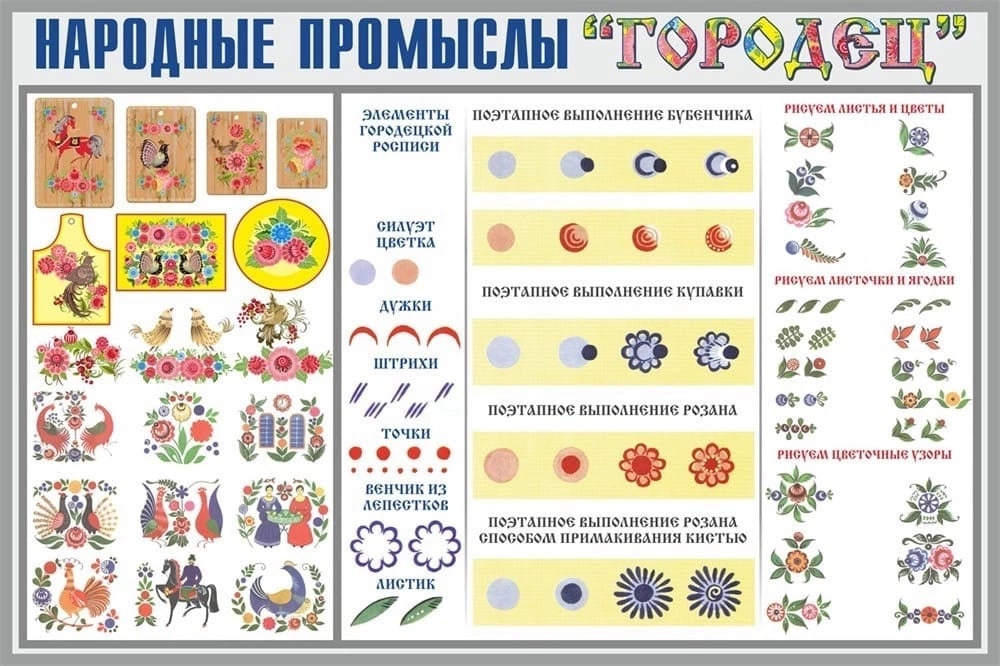 НАРОДНЫЕ ПРОМЫСЛЫ “ГОРОДЕЦ”
ЭЛЕМЕНТЫ
ГОРОДЕЦКОЙ
РОСПИСИ
СИЛУЭТ
ЦВЕТКА
ДУЖКИ
ШТРИХИ
ТОЧКИ
ВЕНЧИК ИЗ
ЛЕПЕСТКОВ
ЛИСТИК
ПОЭТАПНОЕ ВЫПОЛНЕНИЕ БУБЕНЧИКА
ПОЭТАПНОЕ ВЫПОЛНЕНИЕ КУПАВКИ
ПОЭТАПНОЕ ВЫПОЛНЕНИЕ РОЗАНА
ПОЭТАПНОЕ ВЫПОЛНЕНИЕ РОЗАНА
СПОСОБОМ ПРИМАКИВАНИЯ КИСТЬЮ
РИСУЕМ ЛИСТЬЯ И ЦВЕТЫ
РИСУЕМ ЛИСТОЧКИ И ЯГОДКИ
РИСУЕМ ЦВЕТОЧНЫЕ УЗОРЫ